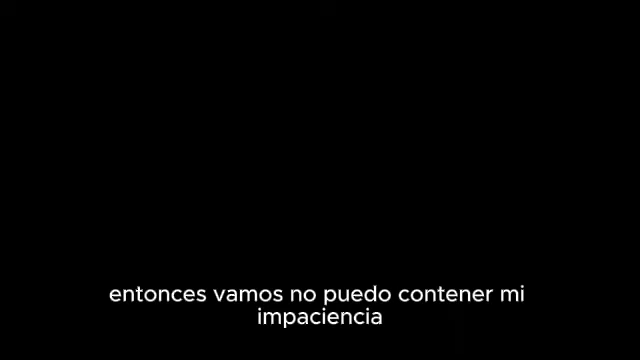 entonces vamos no puedo contener mi
impaciencia